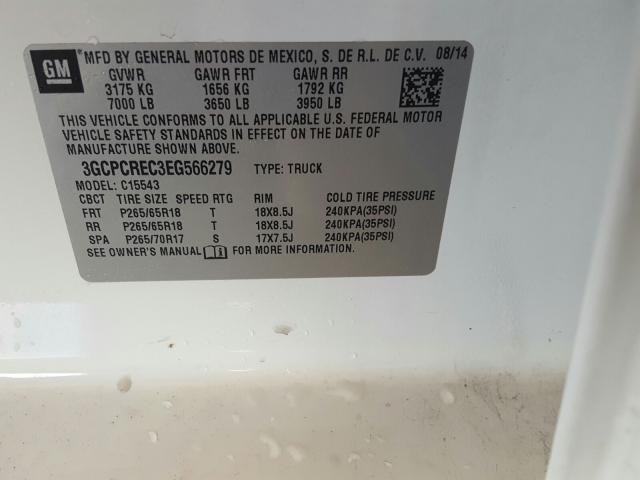 GM ® MFD BY GENERAL MOTORS DE MEXICO, S. DE R.L. DE C.V. 08/14
GVWR GAWR FRT GAWR RR
3175 KG 1656 KG 1792 KG
7000 LB 3650 LB 3950 LB
THIS VEHICLE CONFORMS TO ALL APPLICABLE U.S. FEDERAL MOTOR
VEHICLE SAFETY STANDARDS IN EFFECT ON THE DATE OF
MANUFACTURE SHOWN ABOVE.
3GCPCREC3EG566279 TYPE: TRUCK
MODEL: C15543
CBCT TIRE SIZE SPEED RTG RIM COLD TIRE PRESSURE
FRT P265/65R18 T 18X8.5J 240KPA(35PSI)
RR P265/65R18 T 18X8.5J 240KPA(35PSI)
SPA P265/70R17 S 17X7.5J 240KPA(35PSI)
SEE OWNER'S MANUAL FOR MORE INFORMATION.